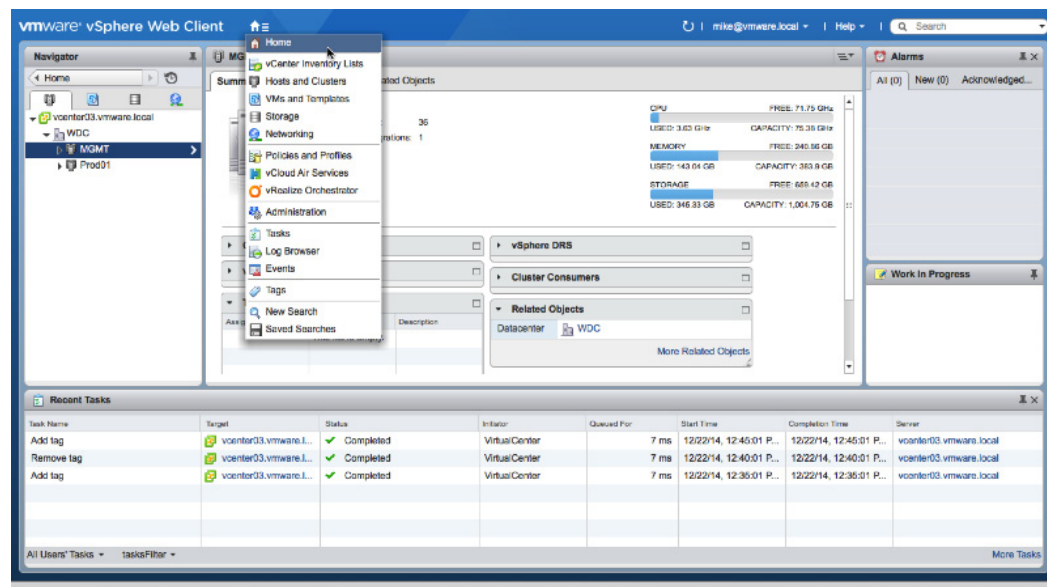 vmware® vSphere Web Client
mike@vmware.local
Help
Search
Home
vCenter Inventory Lists
Hosts and Clusters
VMs and Templates
Storage
Networking
Policies and Profiles
vCloud Air Services
vRealize Orchestrator
Administration
Tasks
Log Browser
Events
Tags
New Search
Saved Searches
Navigator
Home
vcenter03.vmware.local
WDC
MGMT
Prod01
MG
Summ
ated Objects
36
grations: 1
CPU FREE: 71.75 GHz
USED: 3.63 GHz CAPACITY: 75.38 GHz
MEMORY FREE: 240.86 GB
USED: 143.04 GB CAPACITY: 383.9 GB
STORAGE
USED: 346.33 GB CAPACITY: 1,004.75 GB
vSphere DRS
Cluster Consumers
Related Objects
Datacenter WDC
More Related Objects
Description
Alarms
All (0) New (0) Acknowledged...
Work In Progress
Recent Tasks
Task Name Target Status Initiator Queued For Start Time Completion Time Server
Add tag vcenter03.vmware.l... Completed VirtualCenter 7 ms 12/22/14, 12:45:01 P... 12/22/14, 12:45:01 P... vcenter03.vmware.local
Remove tag vcenter03.vmware.l... Completed VirtualCenter 7 ms 12/22/14, 12:40:01 P... 12/22/14, 12:40:01 P... vcenter03.vmware.local
Add tag vcenter03.vmware.l... Completed VirtualCenter 7 ms 12/22/14, 12:35:01 P... 12/22/14, 12:35:01 P... vcenter03.vmware.local
All Users' Tasks tasksFilter More Tasks